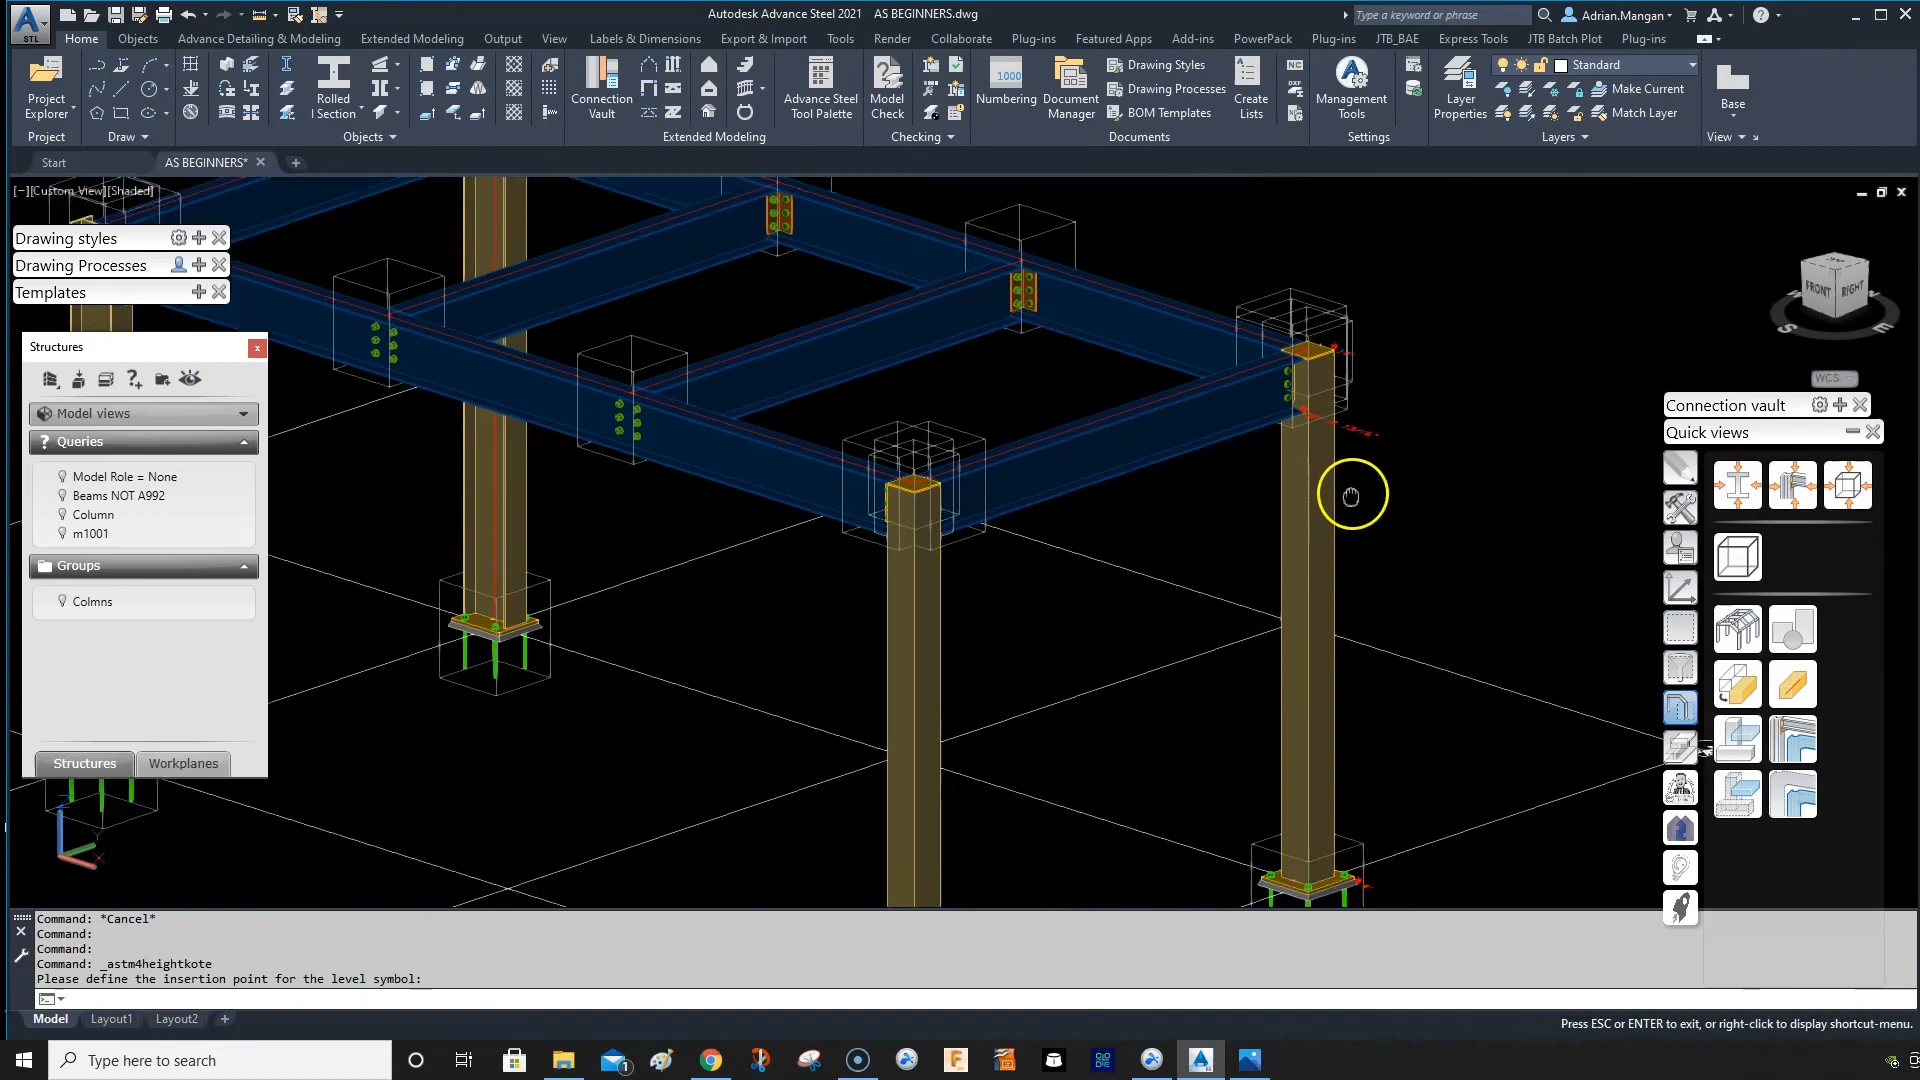 STL
Autodesk Advance Steel 2021 AS BEGINNERS.dwg
Type a keyword or phrase
Adrian.Mangan
Home Objects Advance Detailing & Modeling Extended Modeling Output View Labels & Dimensions Export & Import Tools Render Collaborate Plug-ins Featured Apps Add-ins PowerPack Plug-ins JTB_BAE Express Tools JTB Batch Plot Plug-ins
Project Explorer
Project
Draw
Rolled I Section
Objects
Connection Vault
Extended Modeling
Advance Steel Tool Palette
Model Check
Checking
1000
Numbering
Document Manager
Drawing Styles
Drawing Processes
BOM Templates
Create Lists
NC
DXF
Documents
Management Tools
Settings
Layer Properties
Standard
Make Current
Match Layer
Layers
Base
View
Start AS BEGINNERS*
[−][Custom View][Shaded]
Drawing styles
Drawing Processes
Templates
Structures
Model views
? Queries
Model Role = None
Beams NOT A992
Column
m1001
Groups
Colmns
Structures Workplanes
TOP
FRONT RIGHT
S E
WCS
Connection vault
Quick views
X
Command: *Cancel*
Command:
Command:
Command: _astm4heightkote
Please define the insertion point for the level symbol:
Model Layout1 Layout2
Press ESC or ENTER to exit, or right-click to display shortcut-menu.
Type here to search
1